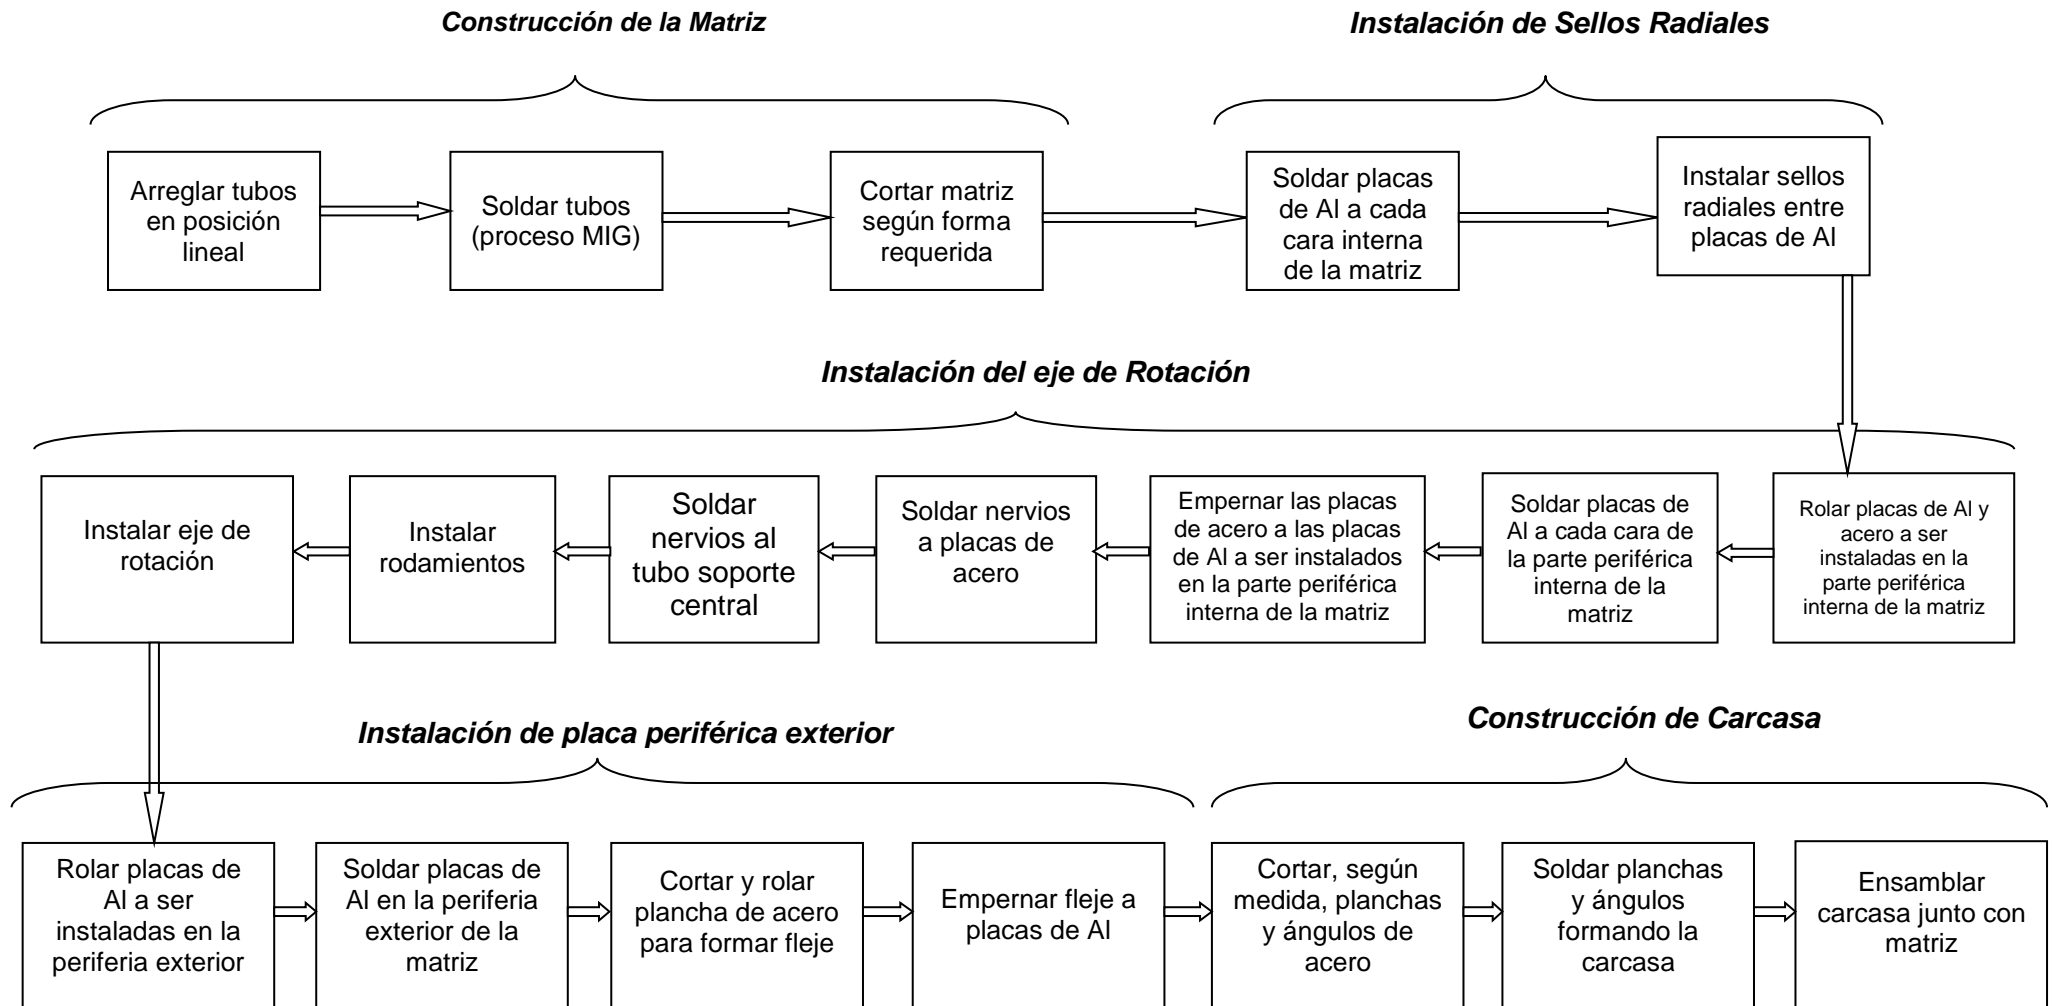 Construcción de la Matriz
Instalación de Sellos Radiales
Arreglar tubos
en posición
lineal
Soldar tubos
(proceso MIG)
Cortar matriz
según forma
requerida
Soldar placas
de Al a cada
cara interna
de la matriz
Instalar sellos
radiales entre
placas de Al
Instalación del eje de Rotación
Instalar eje de
rotación
Instalar
rodamientos
Soldar
nervios al
tubo soporte
central
Soldar nervios
a placas de
acero
Empernar las placas
de acero a las placas
de Al a ser instalados
en la parte periférica
interna de la matriz
Soldar placas de
Al a cada cara de
la parte periférica
interna de la
matriz
Rolar placas de Al y
acero a ser
instaladas en la
parte periférica
interna de la matriz
Instalación de placa periférica exterior
Construcción de Carcasa
Rolar placas de
Al a ser
instaladas en la
periferia exterior
Soldar placas de
Al en la periferia
exterior de la
matriz
Cortar y rolar
plancha de acero
para formar fleje
Empernar fleje a
placas de Al
Cortar, según
medida, planchas
y ángulos de
acero
Soldar planchas
y ángulos
formando la
carcasa
Ensamblar
carcasa junto con
matriz